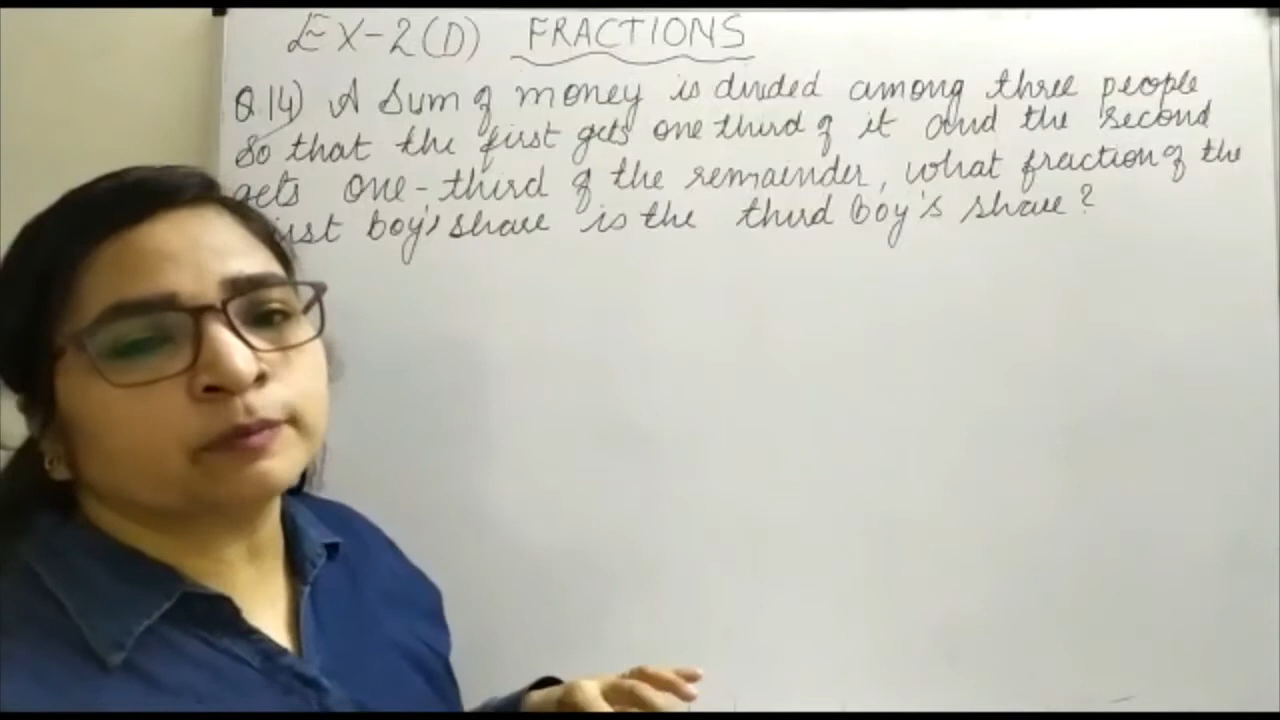 EX-2(D) FRACTIONS
Q.14) A Sum of money is divided among three people
So that the first gets one third of it and the second
gets one-third of the remainder, what fraction of the
first boy's share is the third boy's share?